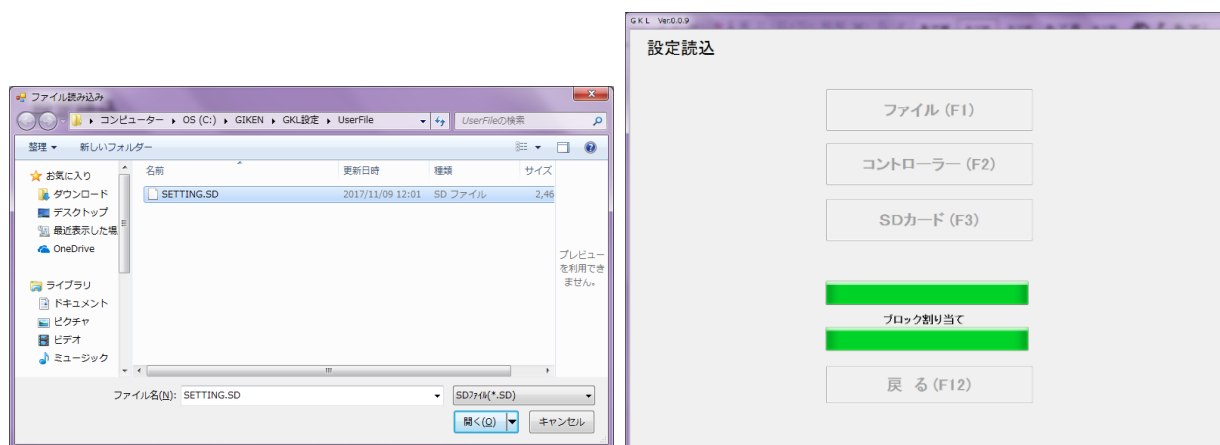 ファイル読み込み
コンピューター ▸ OS (C:) ▸ GIKEN ▸ GKL設定 ▸ UserFile
UserFileの検索
整理 新しいフォルダー
お気に入り
ダウンロード
デスクトップ
最近表示した場
OneDrive
ライブラリ
ドキュメント
ピクチャ
ビデオ
ミュージック
名前 更新日時 種類 サイズ
SETTING.SD 2017/11/09 12:01 SD ファイル 2,46
プレビュー
を利用でき
ません。
ファイル名(N): SETTING.SD SDファイル(*.SD)
開く(O) キャンセル
GKL Ver.0.0.9
設定読込
ファイル (F1)
コントローラー (F2)
SDカード (F3)
ブロック割り当て
戻 る (F12)